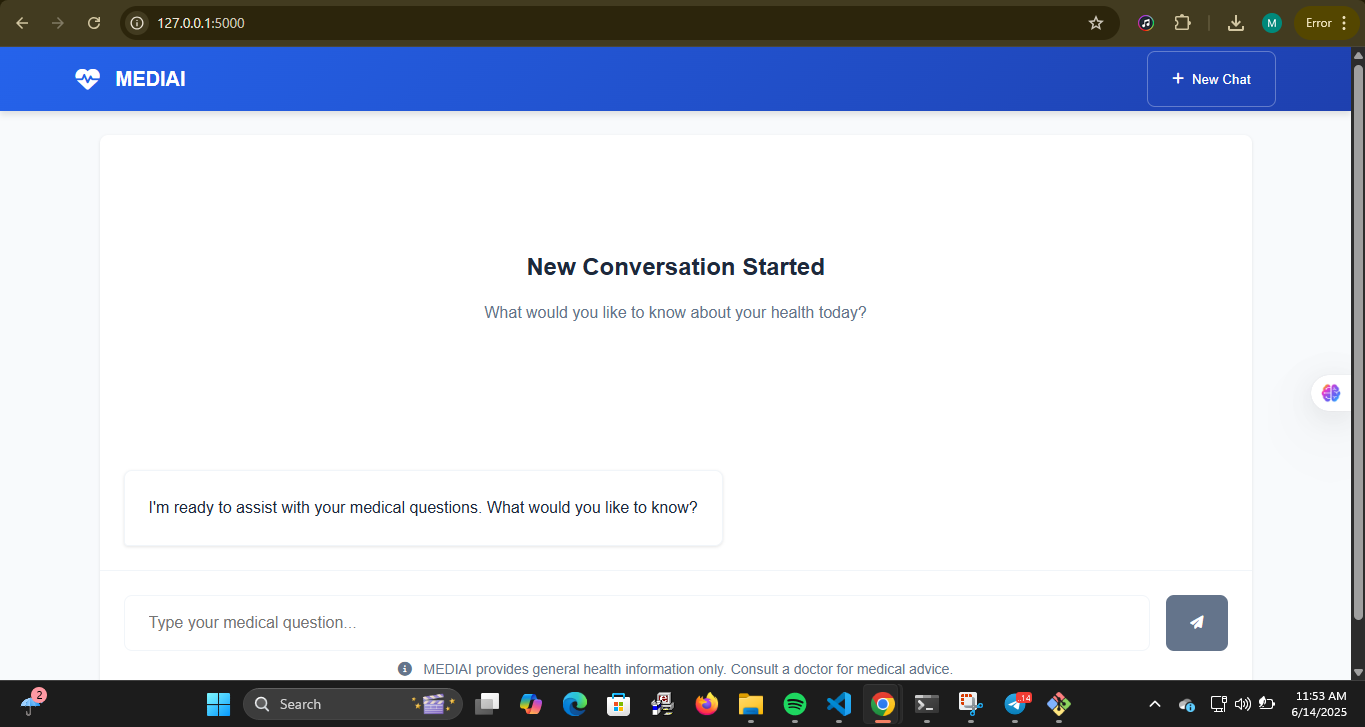 127.0.0.1:5000
M
Error
MEDIAI
+ New Chat
New Conversation Started
What would you like to know about your health today?
I'm ready to assist with your medical questions. What would you like to know?
Type your medical question...
MEDIAI provides general health information only. Consult a doctor for medical advice.
2
Search
14
11:53 AM
6/14/2025